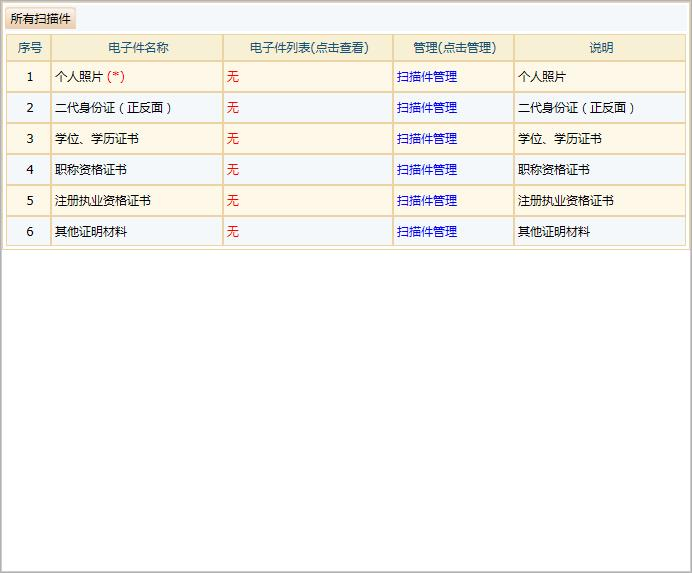 所有扫描件
序号 电子件名称 电子件列表(点击查看) 管理(点击管理) 说明
1 个人照片 (*) 无 扫描件管理 个人照片
2 二代身份证（正反面） 无 扫描件管理 二代身份证（正反面）
3 学位、学历证书 无 扫描件管理 学位、学历证书
4 职称资格证书 无 扫描件管理 职称资格证书
5 注册执业资格证书 无 扫描件管理 注册执业资格证书
6 其他证明材料 无 扫描件管理 其他证明材料